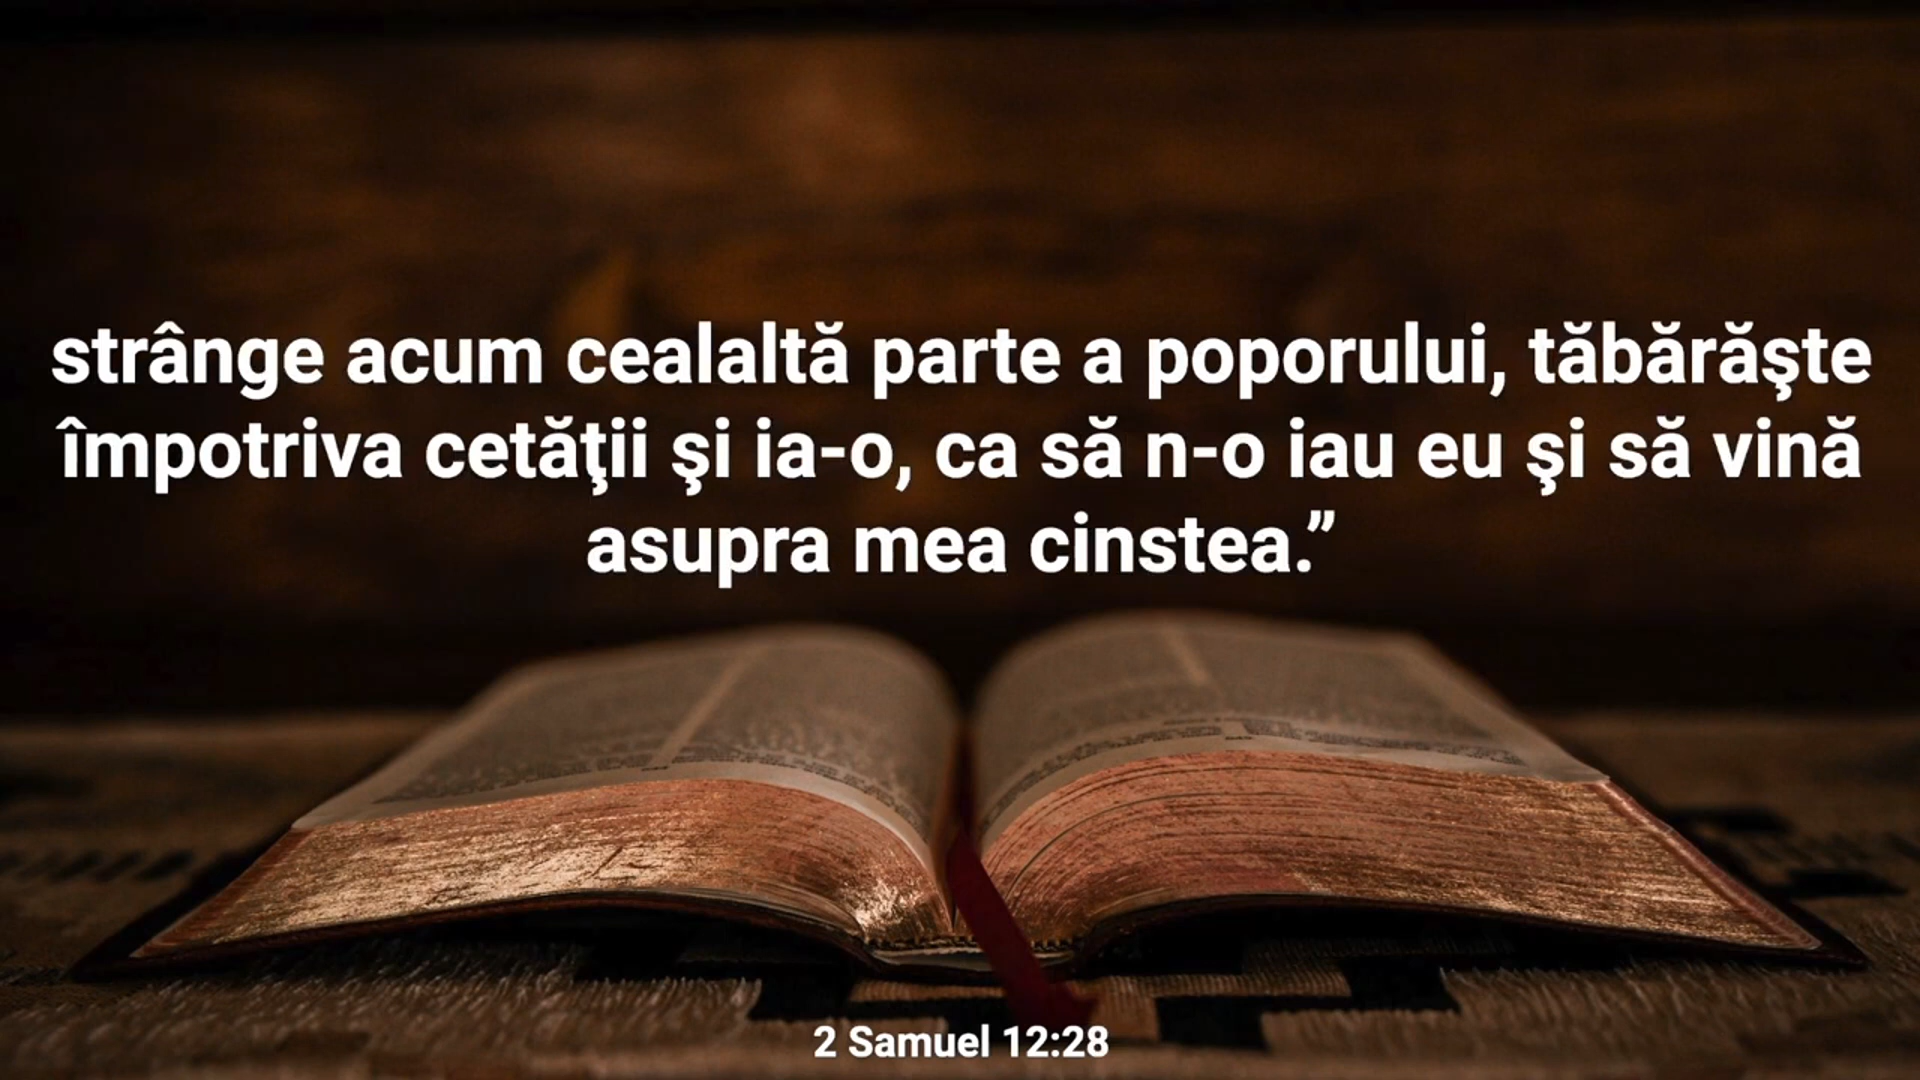 strânge acum cealaltă parte a poporului, tăbărăşte
împotriva cetăţii şi ia-o, ca să n-o iau eu şi să vină
asupra mea cinstea.”
2 Samuel 12:28